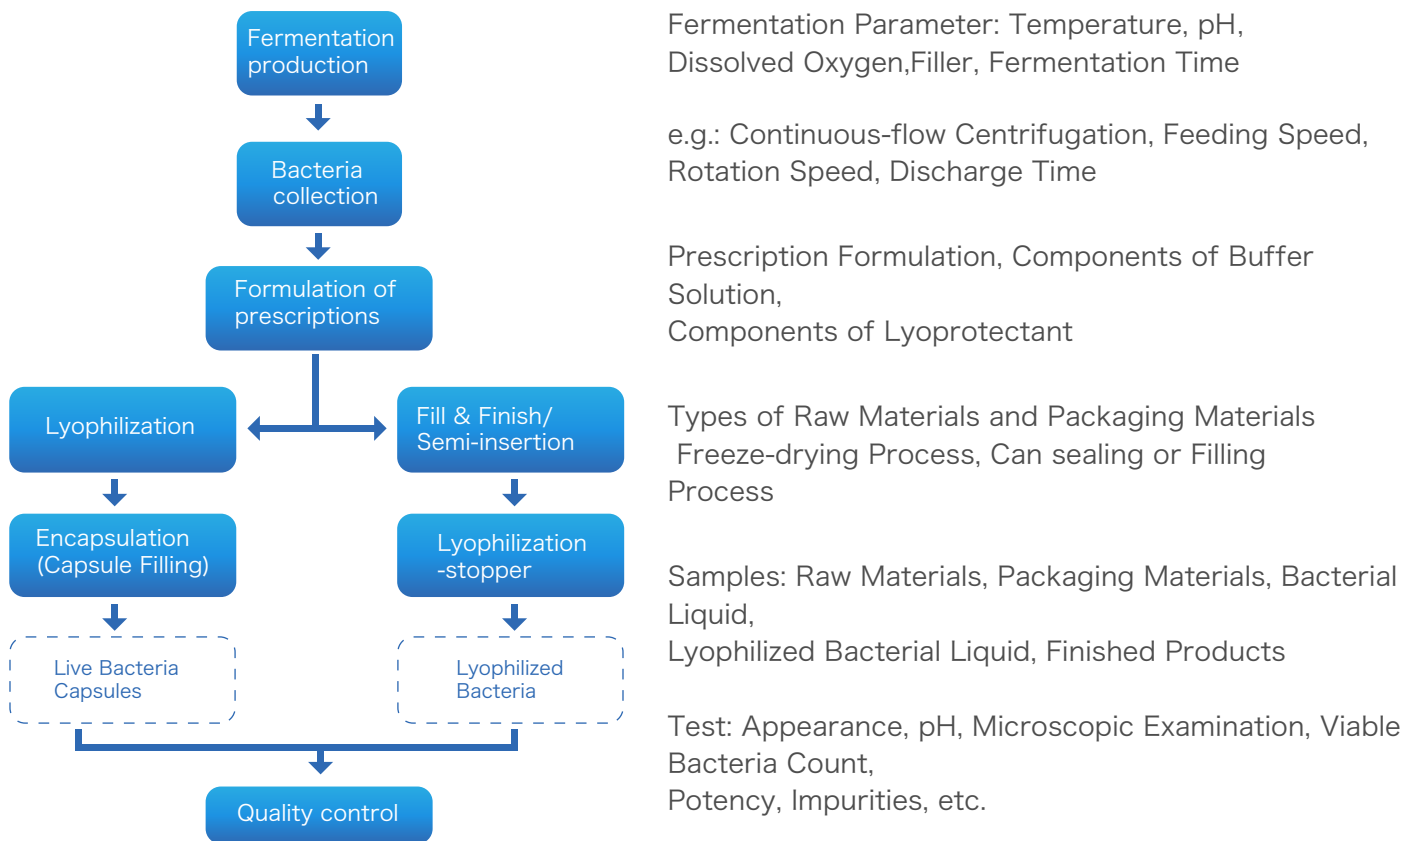 Fermentation
production
Bacteria
collection
Formulation of
prescriptions
Lyophilization
Fill & Finish/
Semi-insertion
Encapsulation
(Capsule Filling)
Lyophilization
-stopper
Live Bacteria
Capsules
Lyophilized
Bacteria
Quality control
Fermentation Parameter: Temperature, pH,
Dissolved Oxygen,Filler, Fermentation Time
e.g.: Continuous-flow Centrifugation, Feeding Speed,
Rotation Speed, Discharge Time
Prescription Formulation, Components of Buffer
Solution,
Components of Lyoprotectant
Types of Raw Materials and Packaging Materials
Freeze-drying Process, Can sealing or Filling
Process
Samples: Raw Materials, Packaging Materials, Bacterial
Liquid,
Lyophilized Bacterial Liquid, Finished Products
Test: Appearance, pH, Microscopic Examination, Viable
Bacteria Count,
Potency, Impurities, etc.